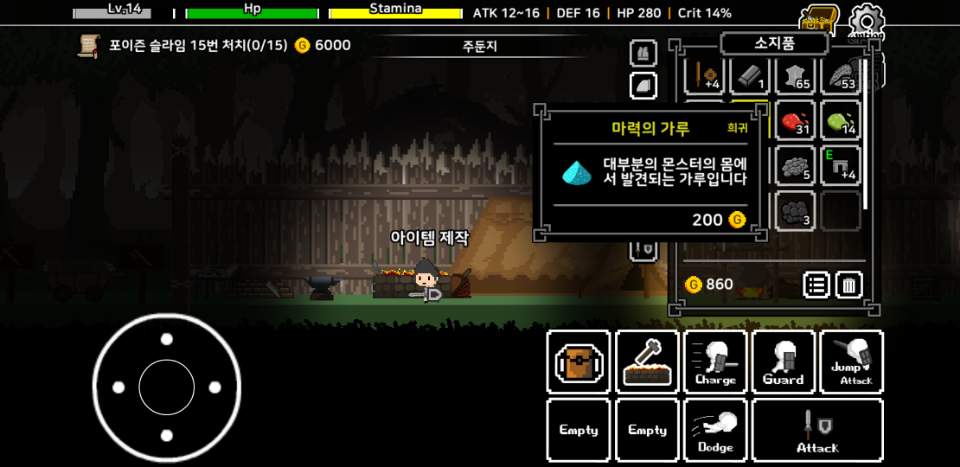 Lv.14
Hp
Stamina
ATK 12~16 | DEF 16 | HP 280 | Crit 14%
포이즌 슬라임 15번 처치(0/15) G 6000
주둔지
소지품
+4
1
65
53
마력의 가루
희귀
31
14
대부분의 몬스터의 몸에
서 발견되는 가루입니다
5
E
+4
200 G
3
아이템 제작
G 860
Charge
Guard
Jump
Attack
Empty
Empty
Dodge
Attack